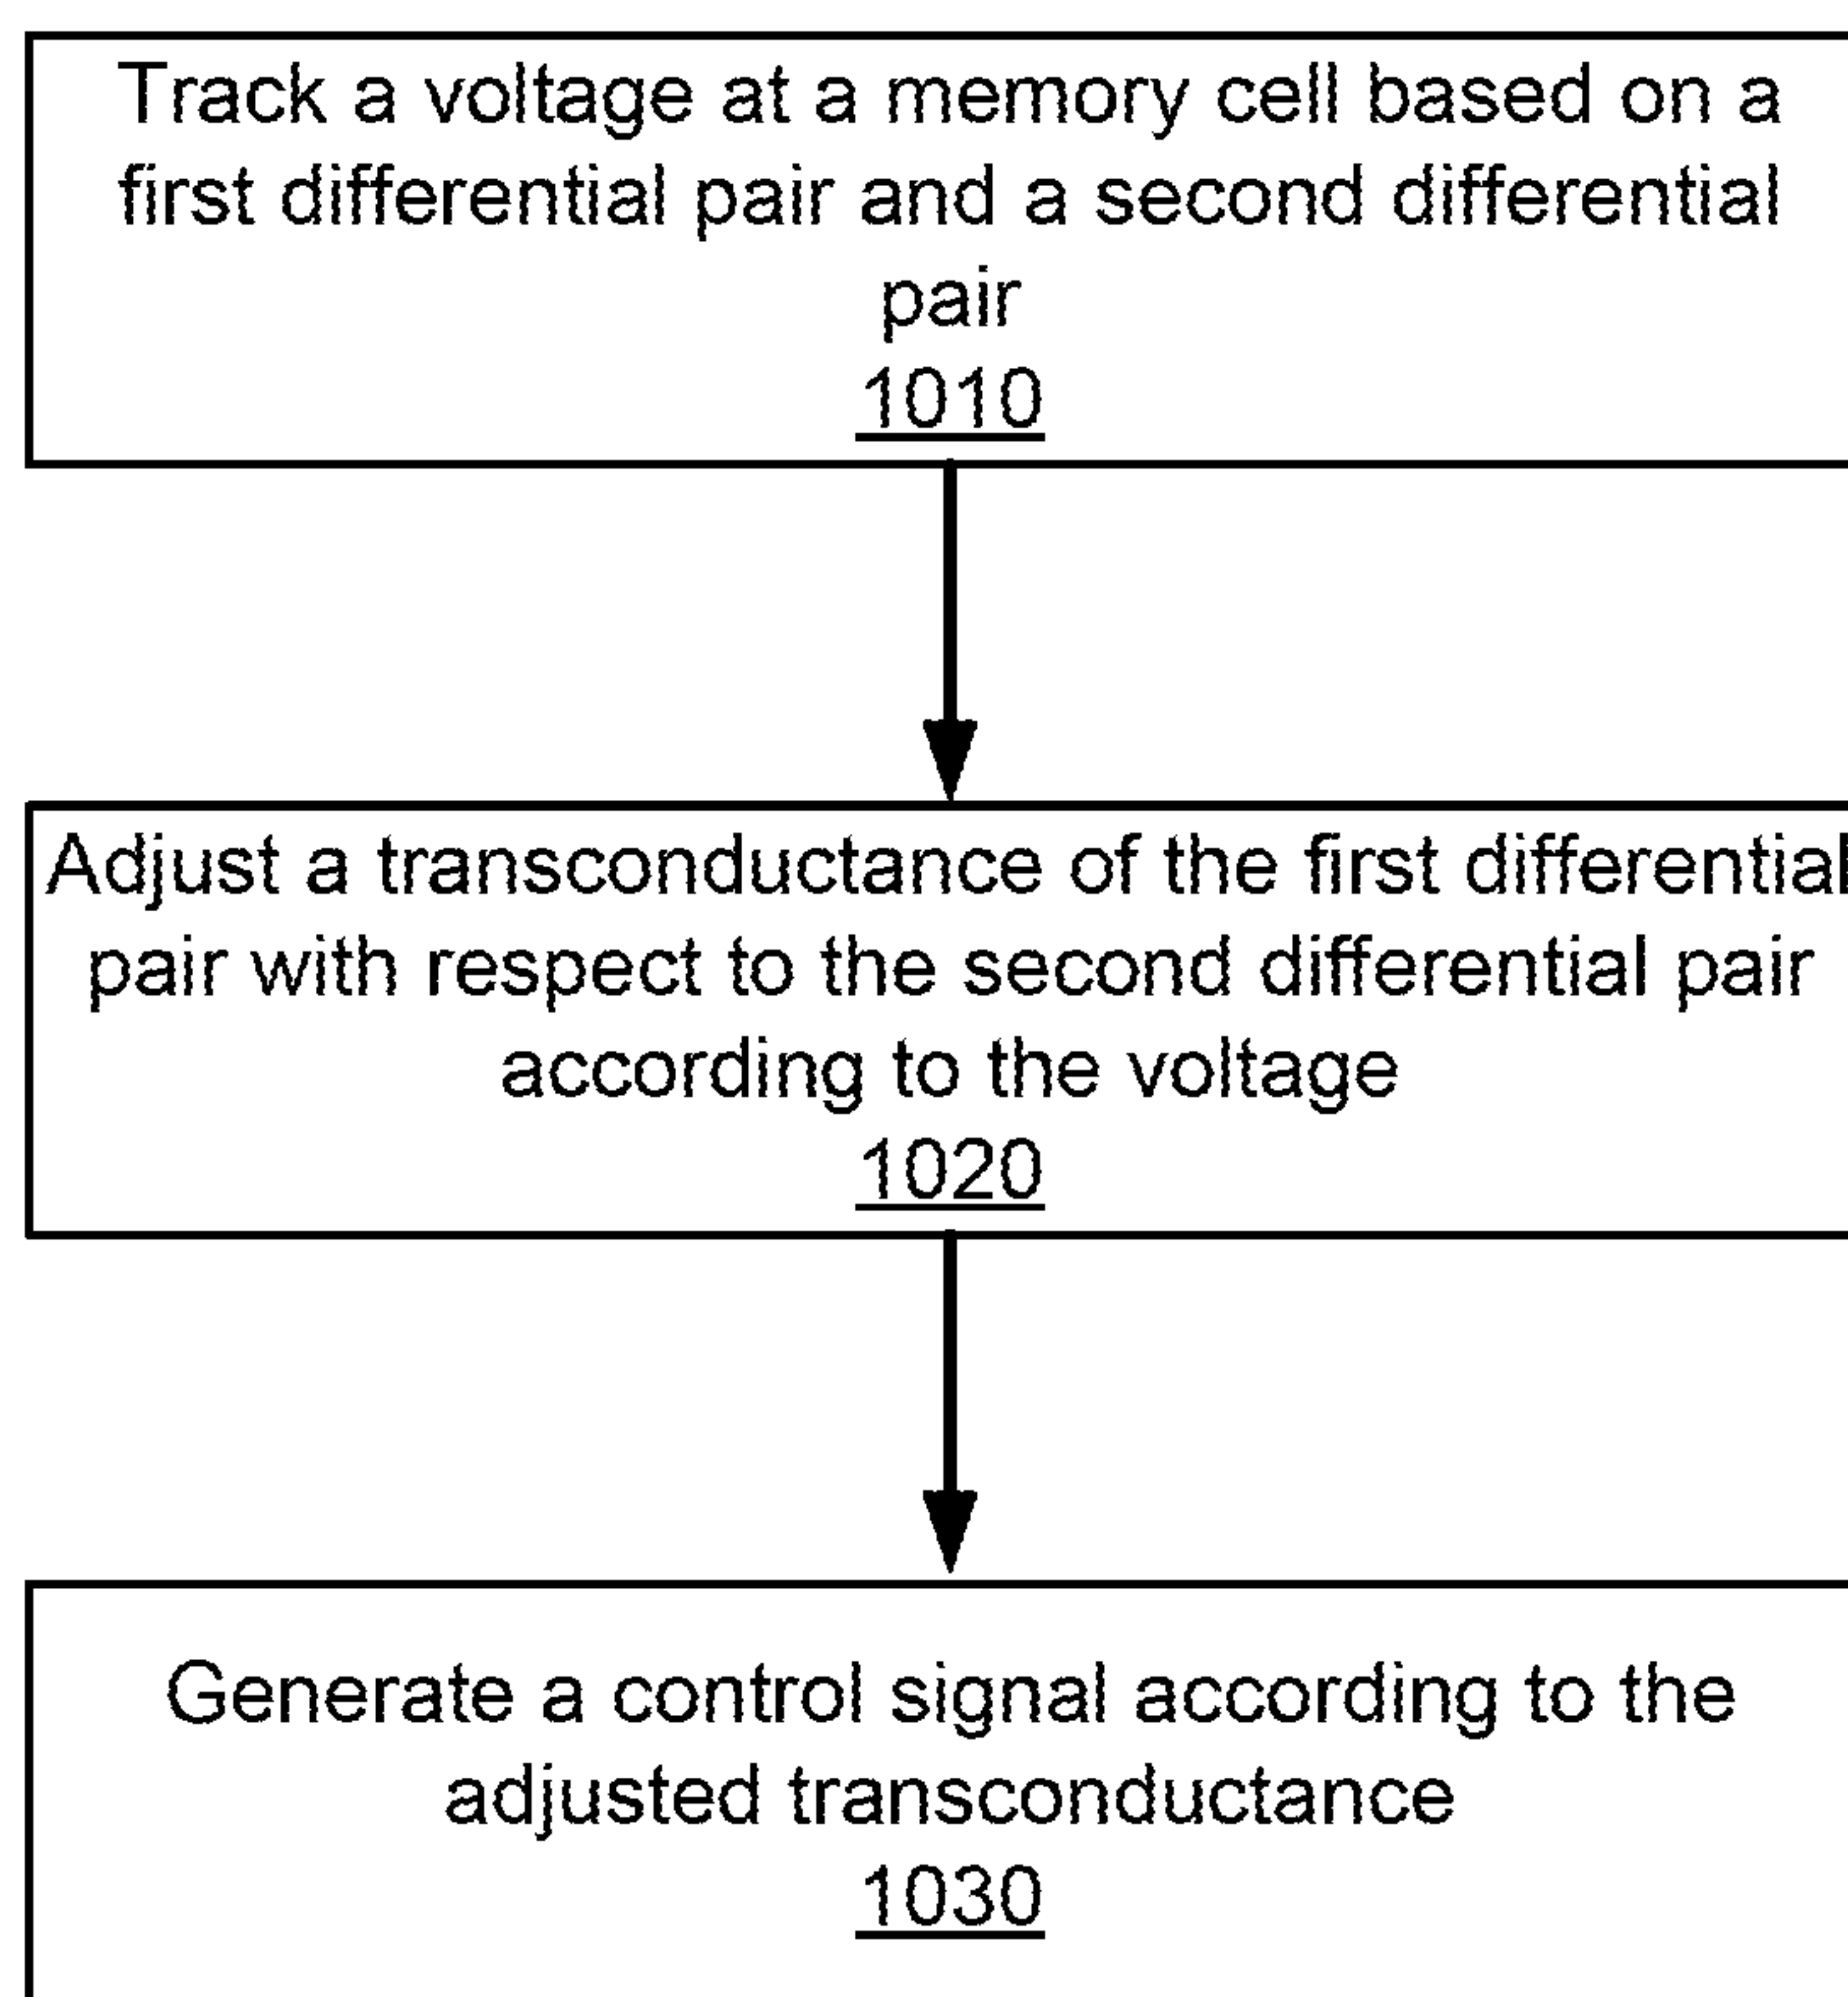 Track a voltage at a memory cell based on a
first differential pair and a second differential
pair
1010
Adjust a transconductance of the first differential
pair with respect to the second differential pair
according to the voltage
1020
Generate a control signal according to the
adjusted transconductance
1030